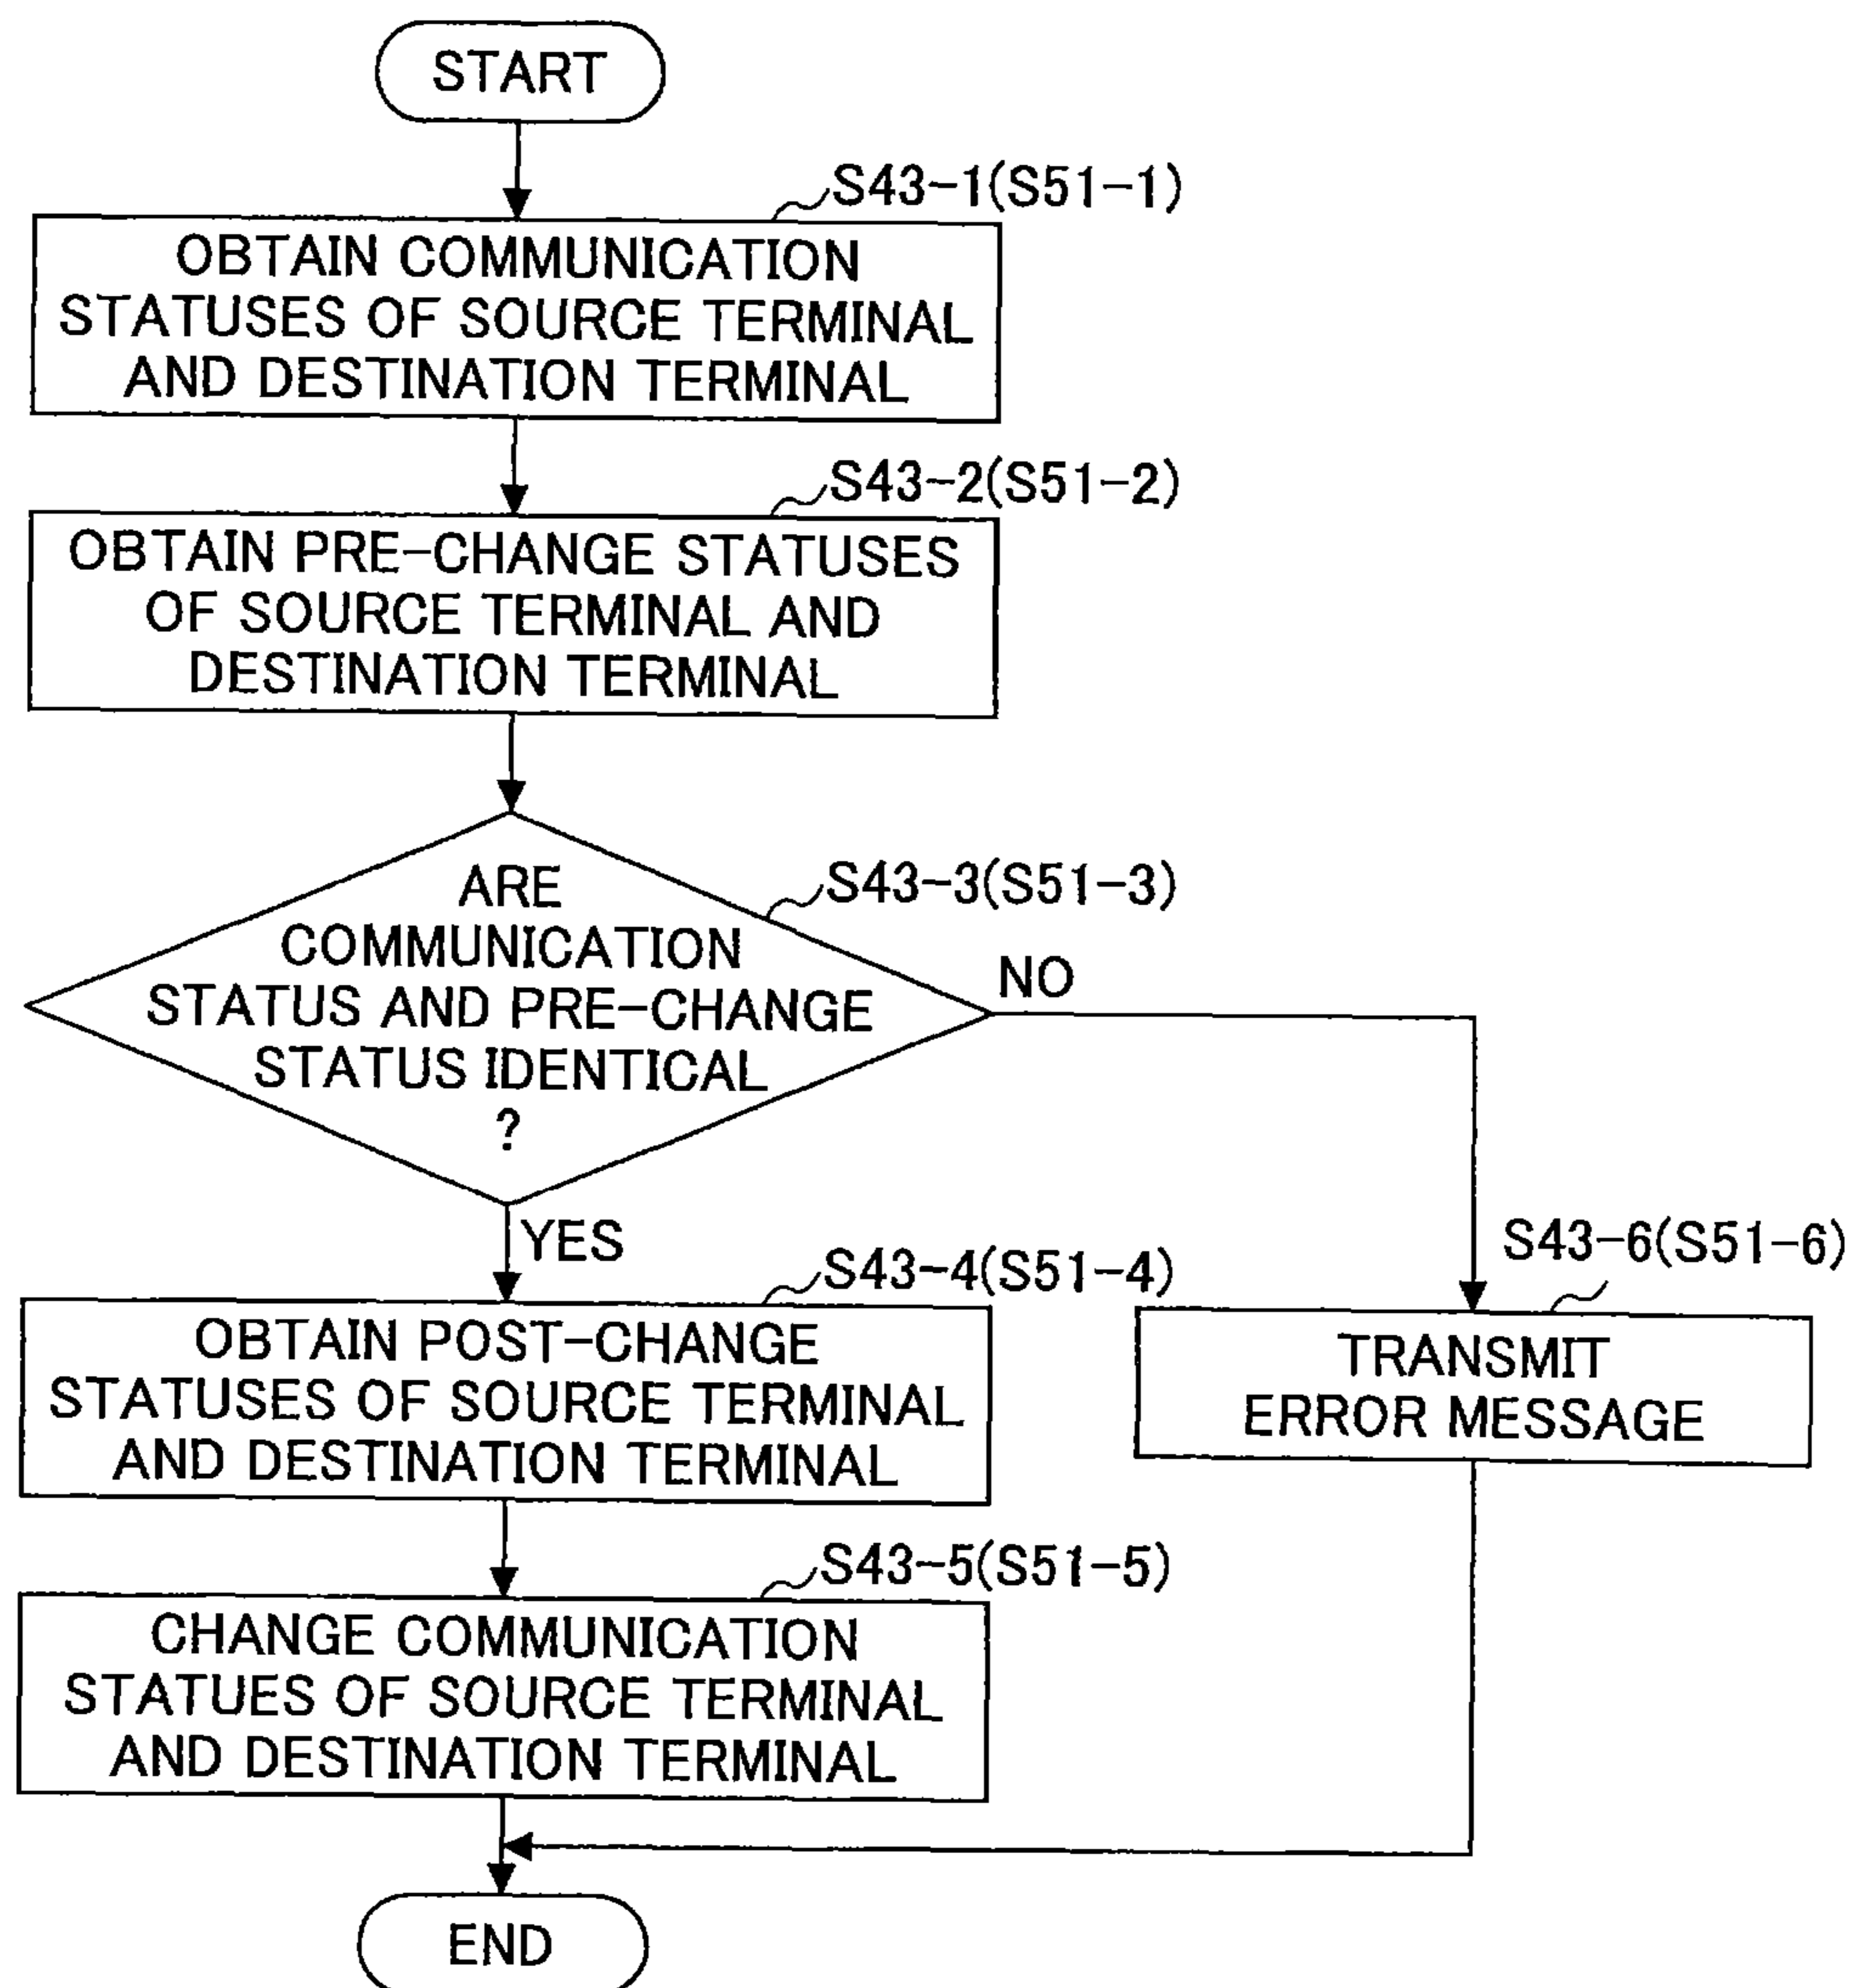 START
S43-1(S51-1)
OBTAIN COMMUNICATION
STATUSES OF SOURCE TERMINAL
AND DESTINATION TERMINAL
S43-2(S51-2)
OBTAIN PRE-CHANGE STATUSES
OF SOURCE TERMINAL AND
DESTINATION TERMINAL
S43-3(S51-3)
ARE
COMMUNICATION
STATUS AND PRE-CHANGE
STATUS IDENTICAL
?
NO
YES
S43-4(S51-4)
OBTAIN POST-CHANGE
STATUSES OF SOURCE TERMINAL
AND DESTINATION TERMINAL
S43-6(S51-6)
TRANSMIT
ERROR MESSAGE
S43-5(S51-5)
CHANGE COMMUNICATION
STATUES OF SOURCE TERMINAL
AND DESTINATION TERMINAL
END